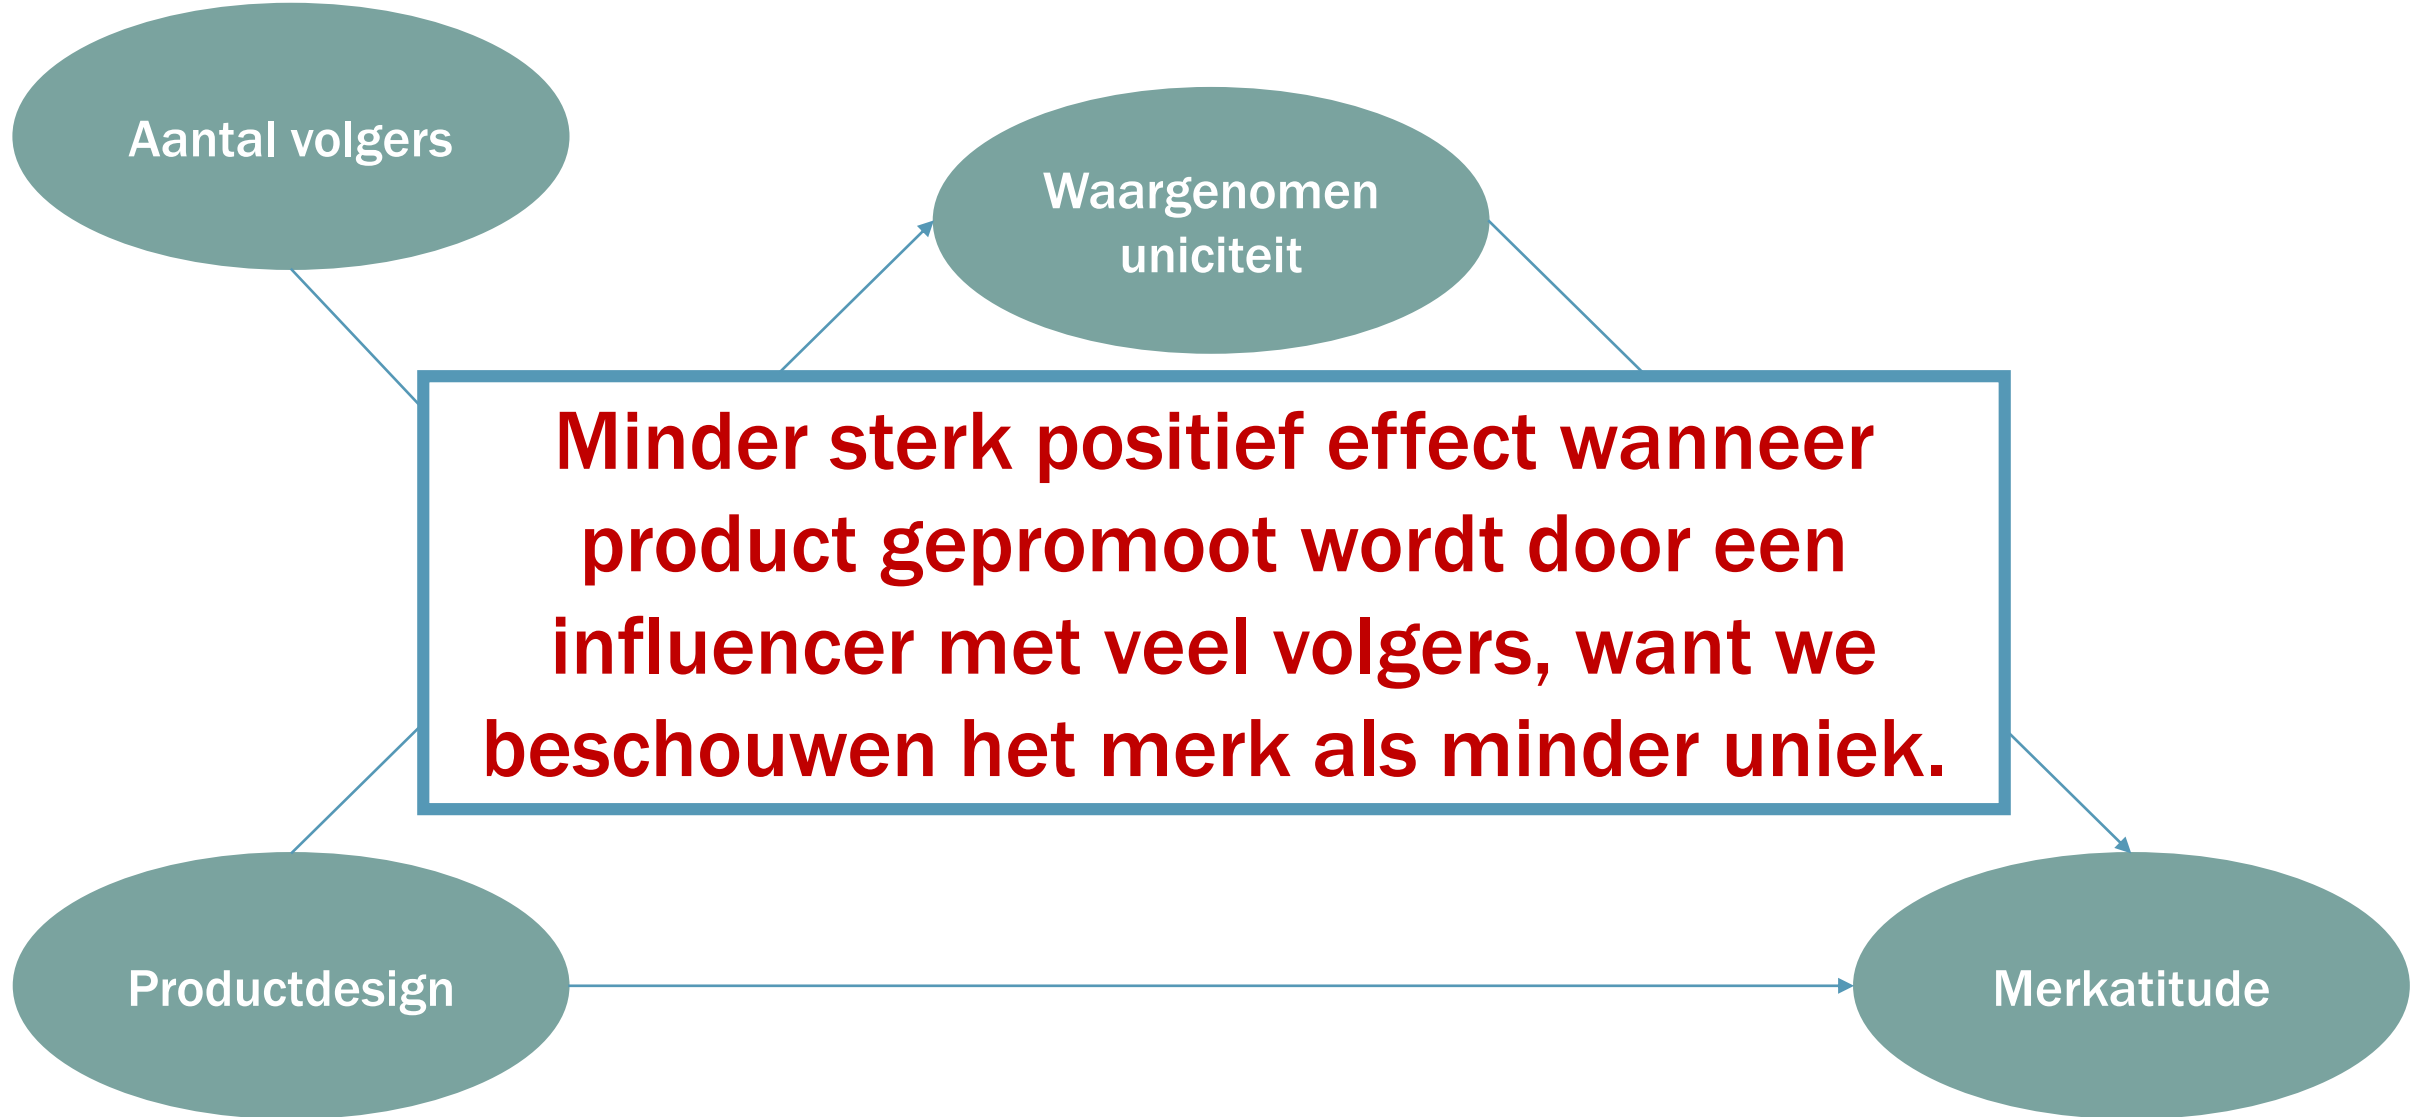 Aantal volgers
Waargenomen
uniciteit
Minder sterk positief effect wanneer
product gepromoot wordt door een
influencer met veel volgers, want we
beschouwen het merk als minder uniek.
Productdesign
Merkatitude